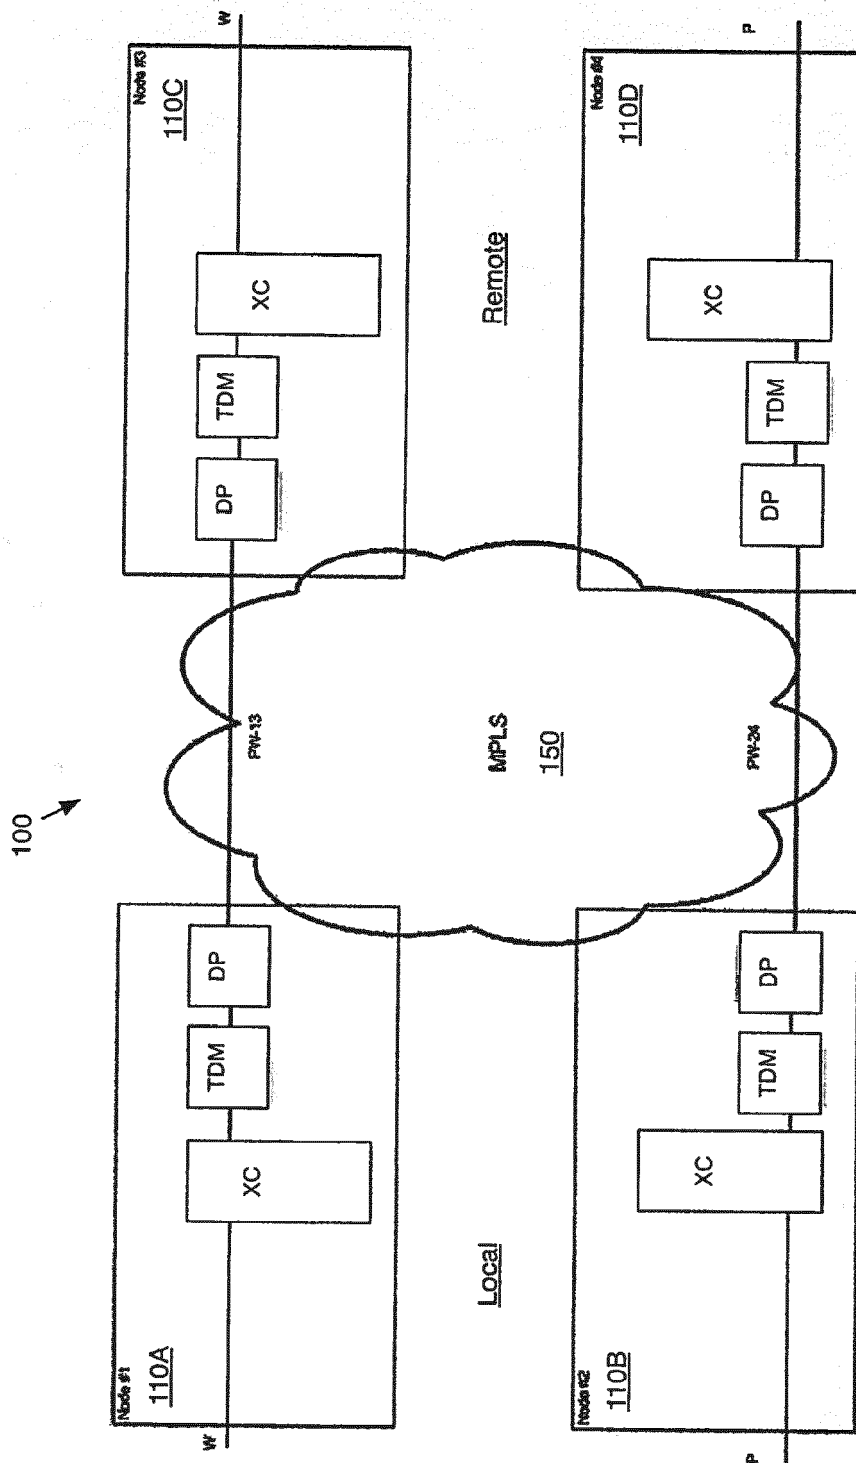 100
Node #1
110A
W
XC
TDM
DP
PW-13
Node #3
110C
DP
TDM
XC
W
Local
MPLS
150
Remote
Node #2
110B
P
XC
TDM
DP
PW-24
Node #4
110D
DP
TDM
XC
P